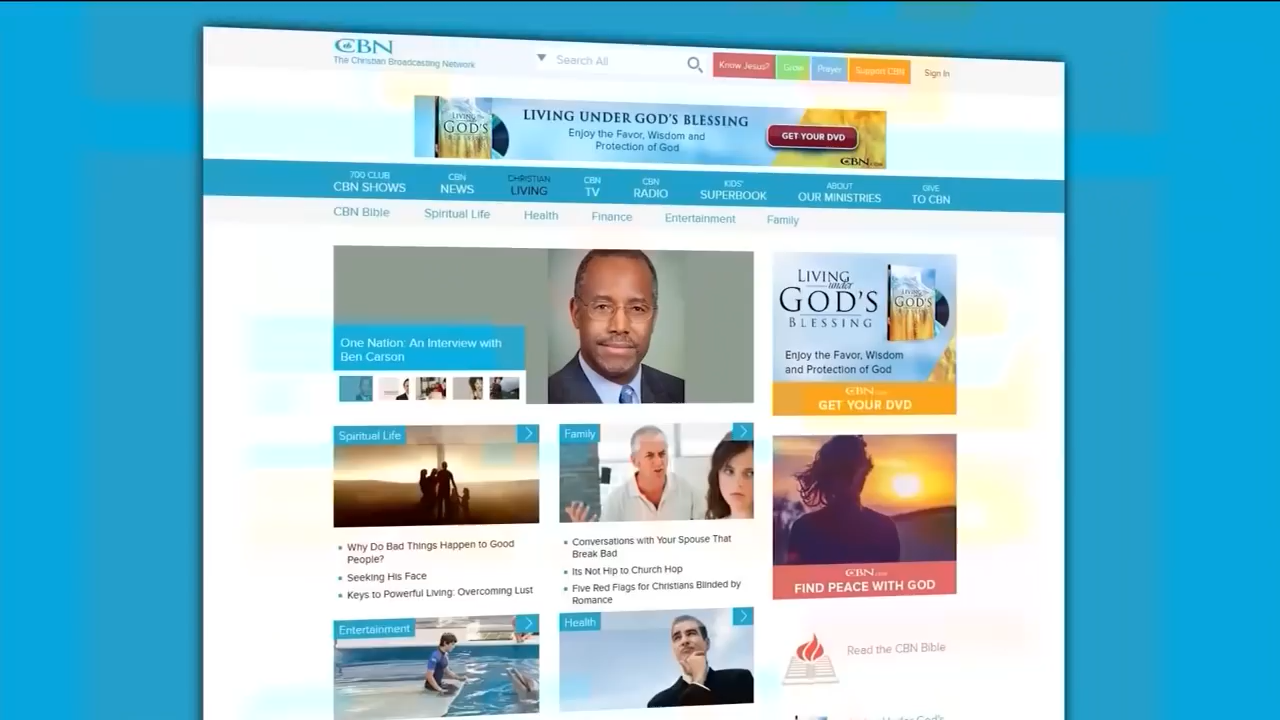 CBN
The Christian Broadcasting Network
Search All
Know Jesus?
Grow
Prayer
Support CBN
Sign In
LIVING UNDER GOD'S BLESSING
Enjoy the Favor, Wisdom and
Protection of God
GET YOUR DVD
CBN.com
LIVING
GOD'S
700 CLUB
CBN SHOWS
CBN
NEWS
CHRISTIAN
LIVING
CBN
TV
CBN
RADIO
KIDS'
SUPERBOOK
ABOUT
OUR MINISTRIES
GIVE
TO CBN
CBN Bible
Spiritual Life
Health
Finance
Entertainment
Family
One Nation: An Interview with
Ben Carson
LIVING
under
GOD'S
BLESSING
LIVING
GOD'S
Enjoy the Favor, Wisdom
and Protection of God
CBN.com
GET YOUR DVD
Spiritual Life
Why Do Bad Things Happen to Good
People?
Seeking His Face
Keys to Powerful Living: Overcoming Lust
Family
Conversations with Your Spouse That
Break Bad
Its Not Hip to Church Hop
Five Red Flags for Christians Blinded by
Romance
CBN.com
FIND PEACE WITH GOD
Entertainment
Health
Read the CBN Bible
Under God's